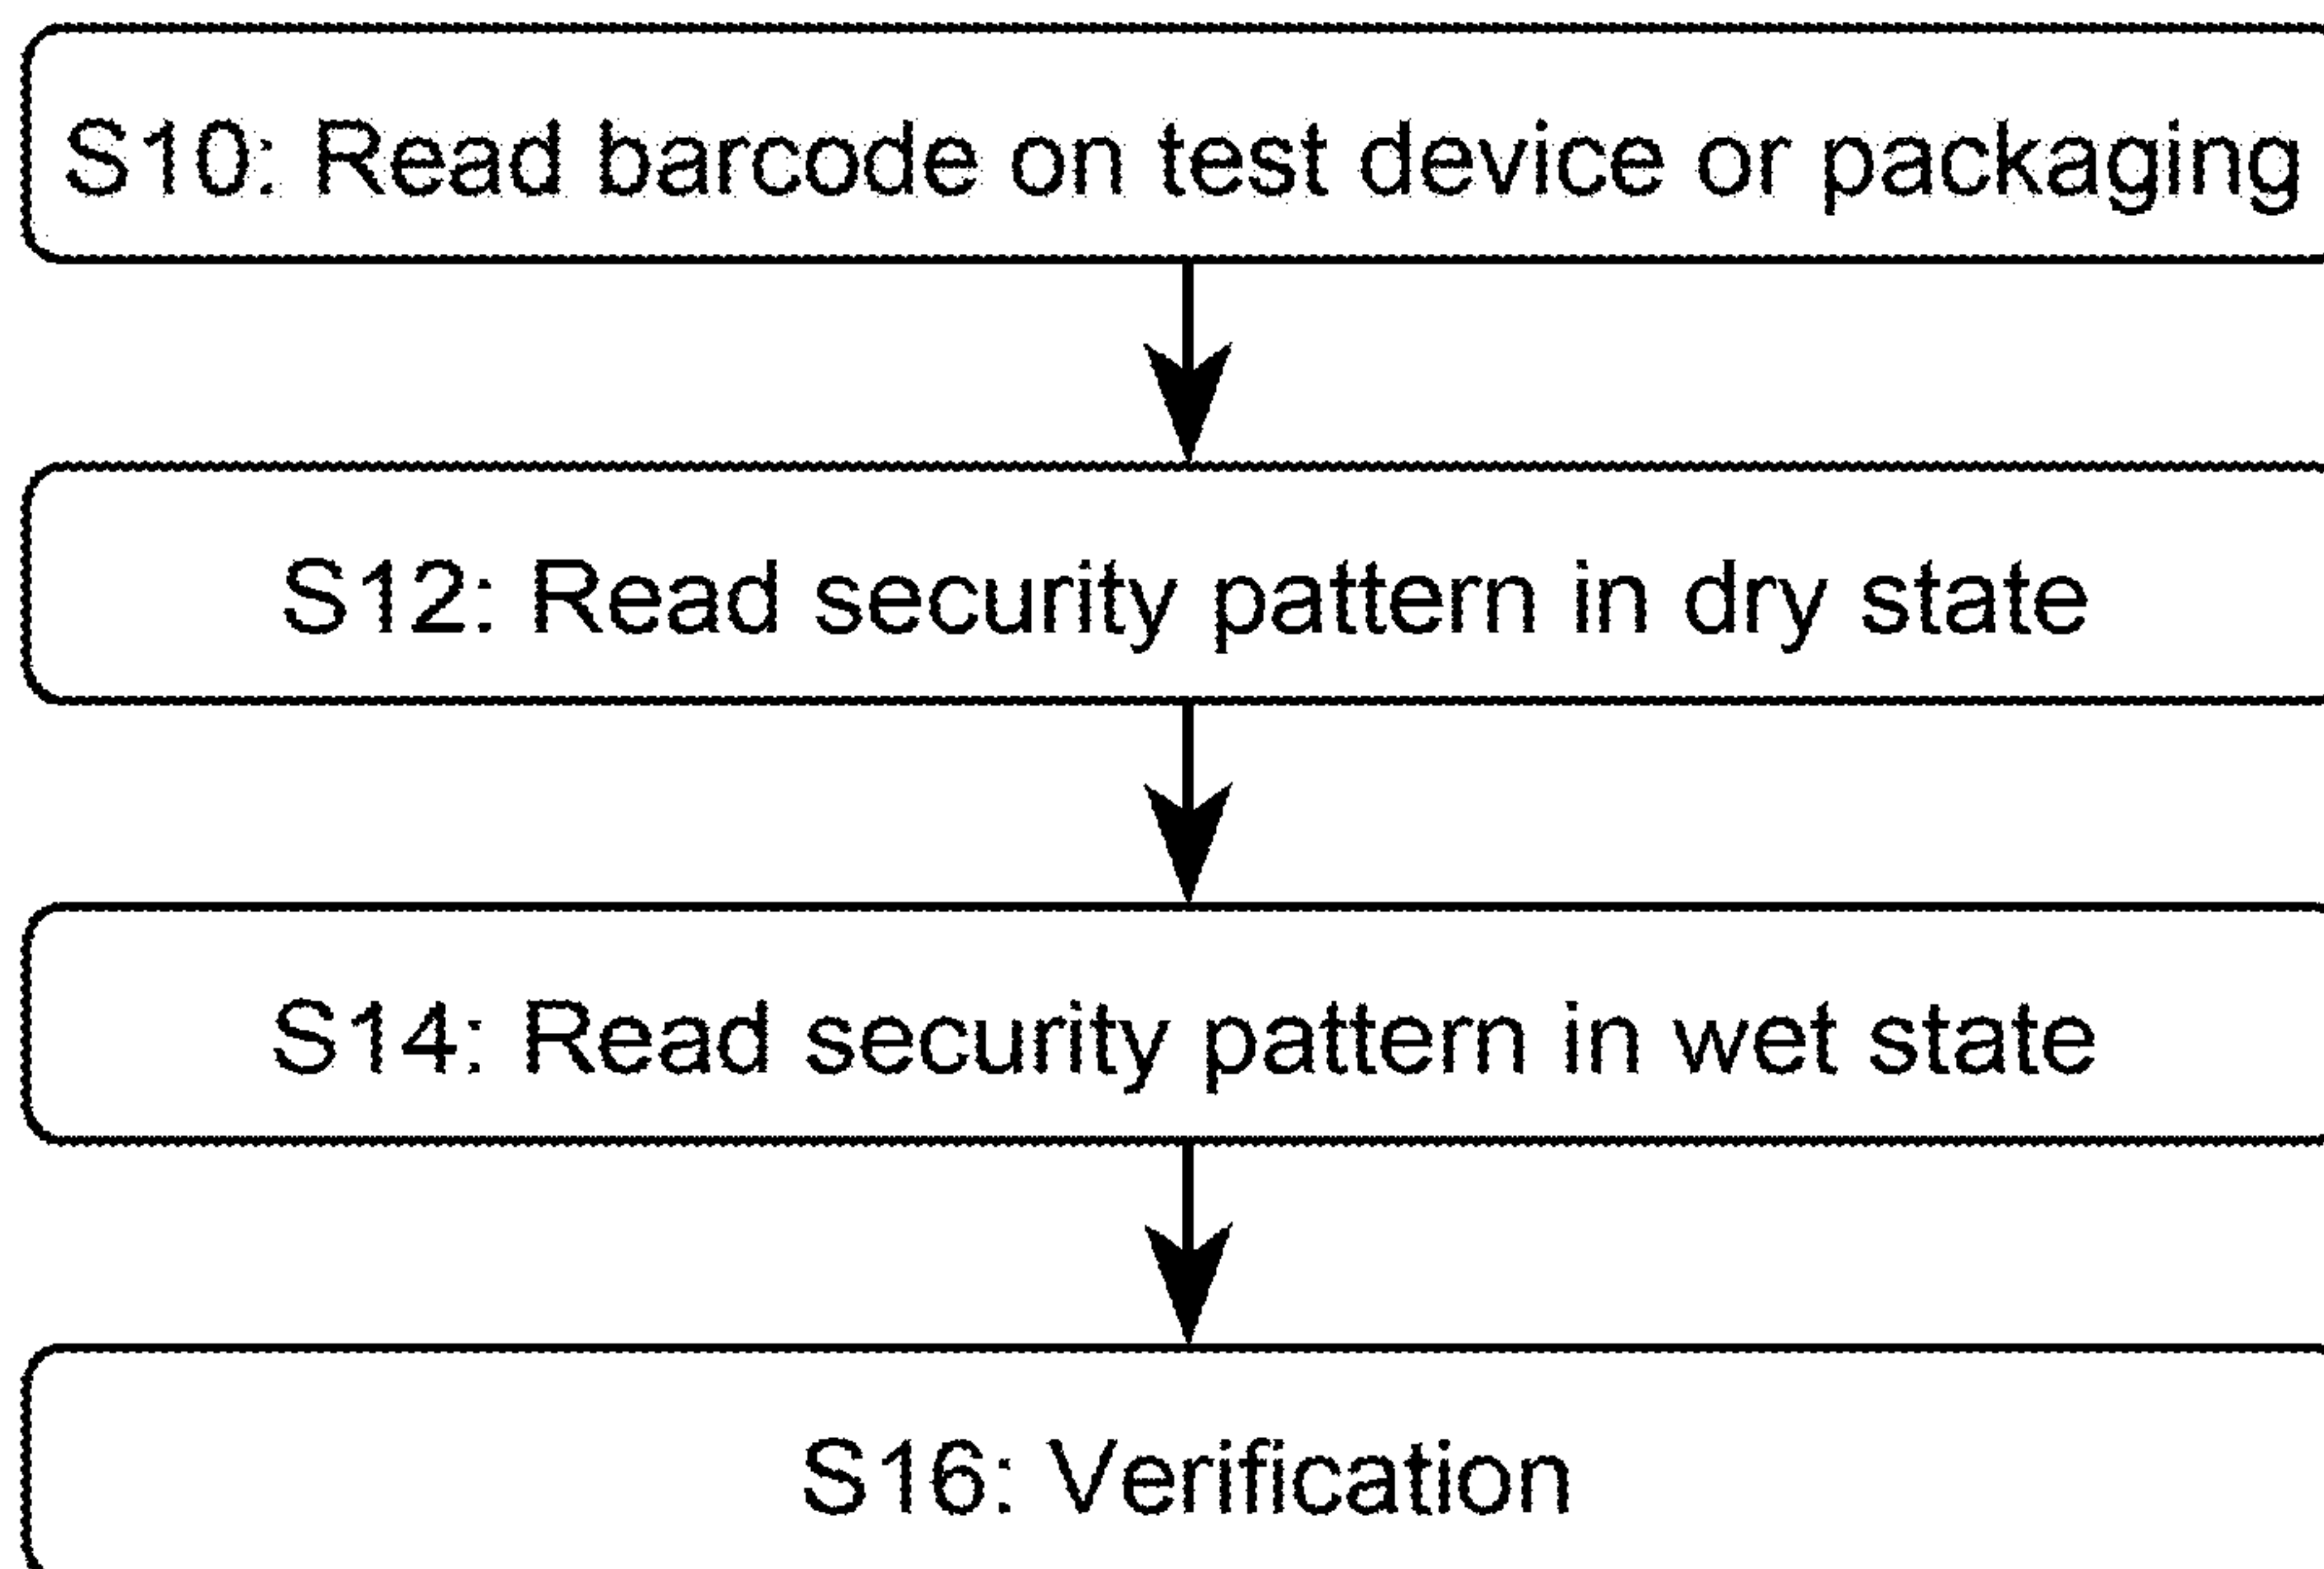 S10: Read barcode on test device or packaging
S12: Read security pattern in dry state
S14: Read security pattern in wet state
S16: Verification